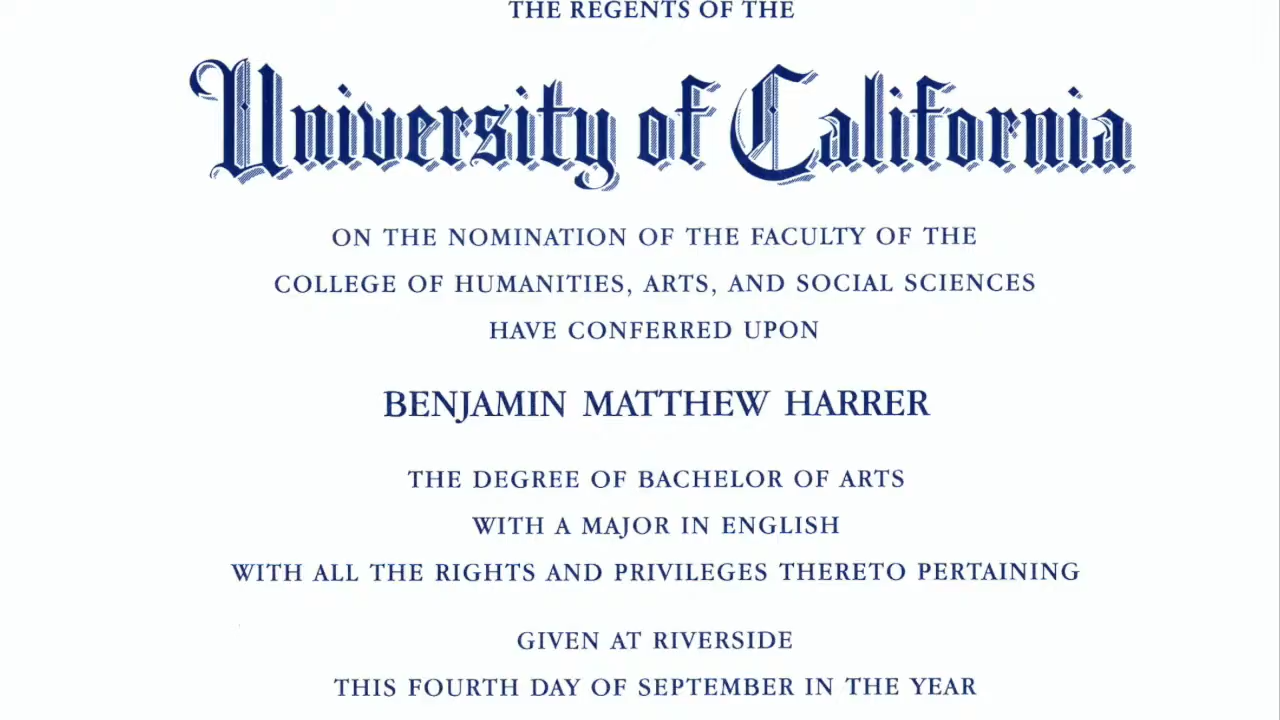 THE REGENTS OF THE
University of California
ON THE NOMINATION OF THE FACULTY OF THE
COLLEGE OF HUMANITIES, ARTS, AND SOCIAL SCIENCES
HAVE CONFERRED UPON
BENJAMIN MATTHEW HARRER
THE DEGREE OF BACHELOR OF ARTS
WITH A MAJOR IN ENGLISH
WITH ALL THE RIGHTS AND PRIVILEGES THERETO PERTAINING
GIVEN AT RIVERSIDE
THIS FOURTH DAY OF SEPTEMBER IN THE YEAR